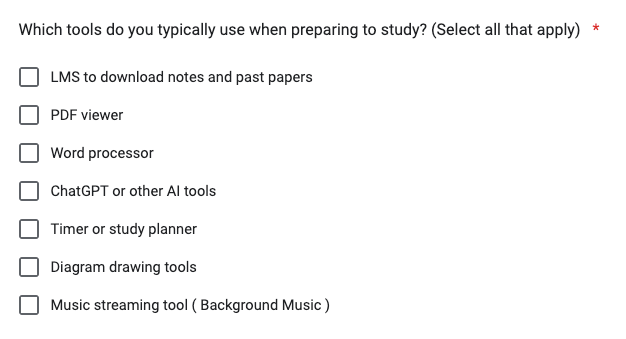 Which tools do you typically use when preparing to study? (Select all that apply) *
LMS to download notes and past papers
PDF viewer
Word processor
ChatGPT or other AI tools
Timer or study planner
Diagram drawing tools
Music streaming tool ( Background Music )